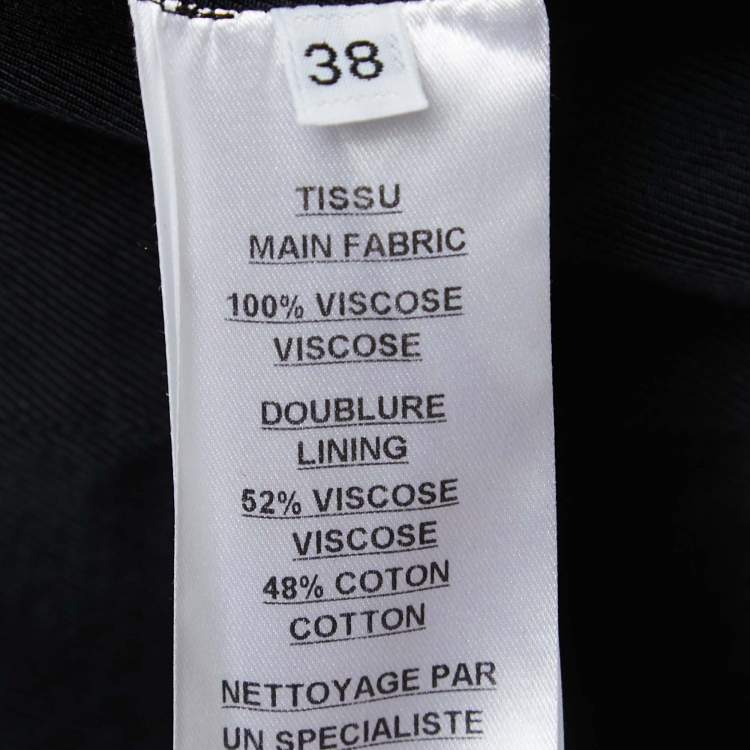 38
TISSU
MAIN FABRIC
100% VISCOSE
VISCOSE
DOUBLURE
LINING
52% VISCOSE
VISCOSE
48% COTON
COTTON
NETTOYAGE PAR
UN SPECIALISTE